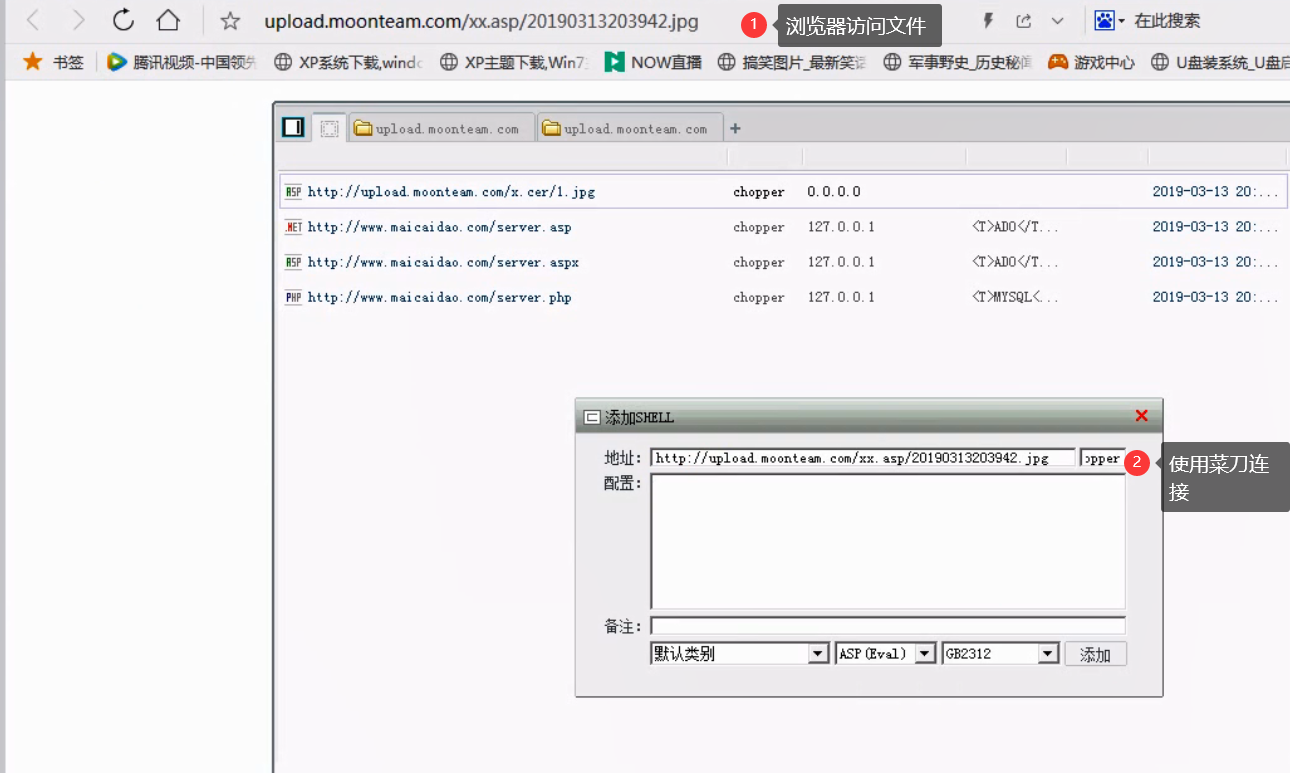 upload.moonteam.com/xx.asp/20190313203942.jpg
1
浏览器访问文件
在此搜索
书签
腾讯视频-中国领先
XP系统下载,windo
XP主题下载,Win7
NOW直播
搞笑图片_最新笑话
军事野史_历史秘闻
游戏中心
U盘装系统_U盘启
upload.moonteam.com
upload.moonteam.com
+
ASP http://upload.moonteam.com/x.cer/1.jpg chopper 0.0.0.0 2019-03-13 20:...
.NET http://www.maicaidao.com/server.asp chopper 127.0.0.1 <T>ADO</T... 2019-03-13 20:...
ASP http://www.maicaidao.com/server.aspx chopper 127.0.0.1 <T>ADO</T... 2019-03-13 20:...
PHP http://www.maicaidao.com/server.php chopper 127.0.0.1 <T>MYSQL<... 2019-03-13 20:...
添加SHELL
地址: http://upload.moonteam.com/xx.asp/20190313203942.jpg opper
2
使用菜刀连
接
配置:
备注:
默认类别 ASP(Eval) GB2312 添加